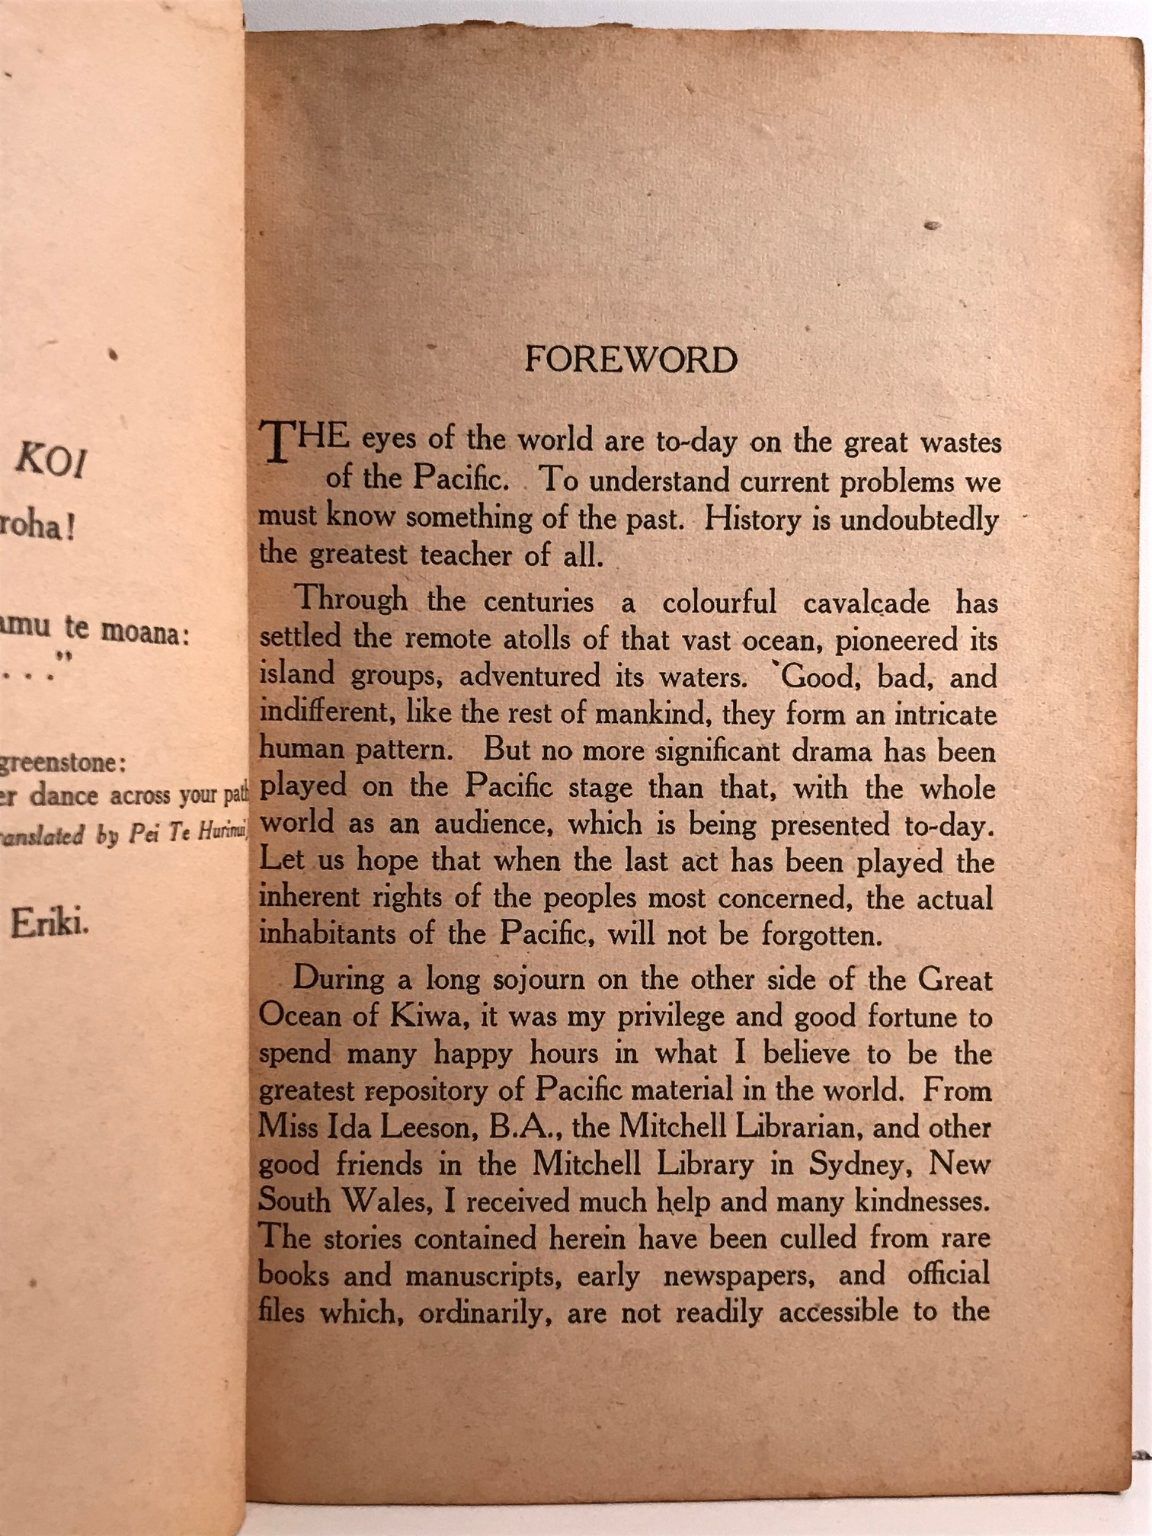 KOI
roha!
amu te moana:
. . ."
greenstone:
er dance across your path
anslated by Pei Te Hurinui
Eriki.
FOREWORD
THE eyes of the world are to-day on the great wastes
of the Pacific. To understand current problems we
must know something of the past. History is undoubtedly
the greatest teacher of all.
Through the centuries a colourful cavalcade has
settled the remote atolls of that vast ocean, pioneered its
island groups, adventured its waters. Good, bad, and
indifferent, like the rest of mankind, they form an intricate
human pattern. But no more significant drama has been
played on the Pacific stage than that, with the whole
world as an audience, which is being presented to-day.
Let us hope that when the last act has been played the
inherent rights of the peoples most concerned, the actual
inhabitants of the Pacific, will not be forgotten.
During a long sojourn on the other side of the Great
Ocean of Kiwa, it was my privilege and good fortune to
spend many happy hours in what I believe to be the
greatest repository of Pacific material in the world. From
Miss Ida Leeson, B.A., the Mitchell Librarian, and other
good friends in the Mitchell Library in Sydney, New
South Wales, I received much help and many kindnesses.
The stories contained herein have been culled from rare
books and manuscripts, early newspapers, and official
files which, ordinarily, are not readily accessible to the